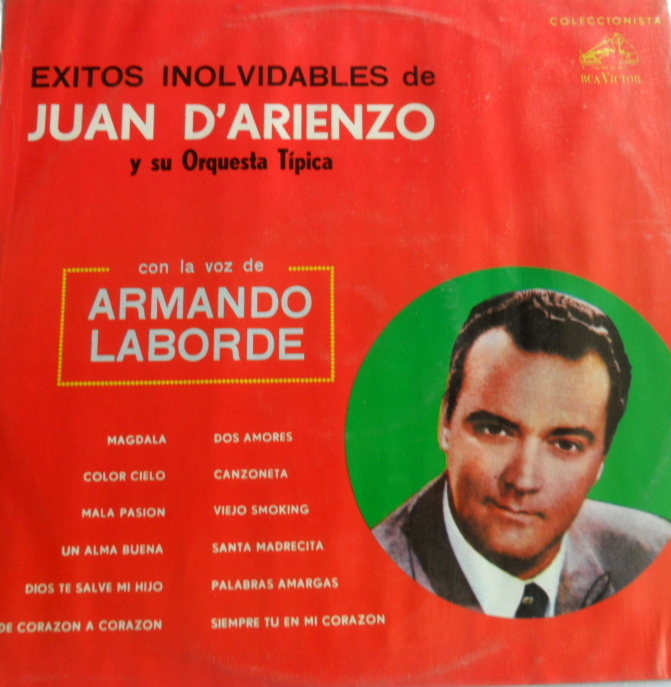 COLECCIONISTA
RCA VICTOR
EXITOS INOLVIDABLES de
JUAN D'ARIENZO
y su Orquesta Típica
con la voz de
ARMANDO
LABORDE
MAGDALA
COLOR CIELO
MALA PASION
UN ALMA BUENA
DIOS TE SALVE MI HIJO
DE CORAZON A CORAZON
DOS AMORES
CANZONETA
VIEJO SMOKING
SANTA MADRECITA
PALABRAS AMARGAS
SIEMPRE TU EN MI CORAZON